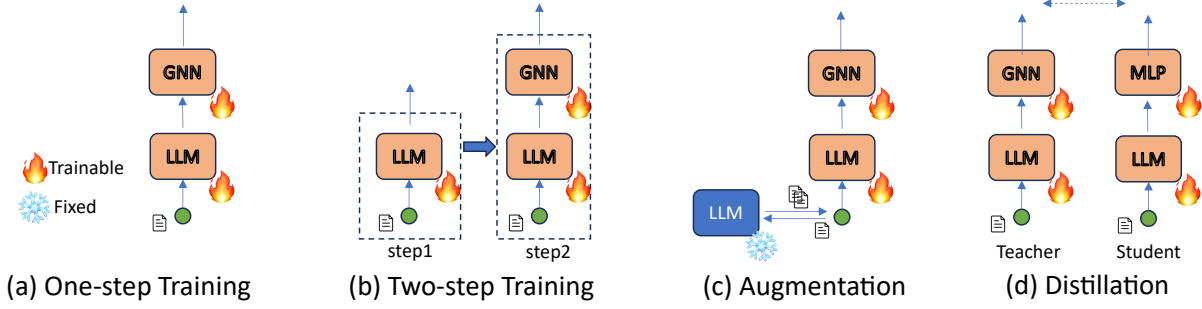 GNN
LLM
Trainable
Fixed
(a) One-step Training
LLM
step1
GNN
LLM
step2
(b) Two-step Training
GNN
LLM
LLM
(c) Augmentation
GNN
LLM
Teacher
MLP
LLM
Student
(d) Distillation